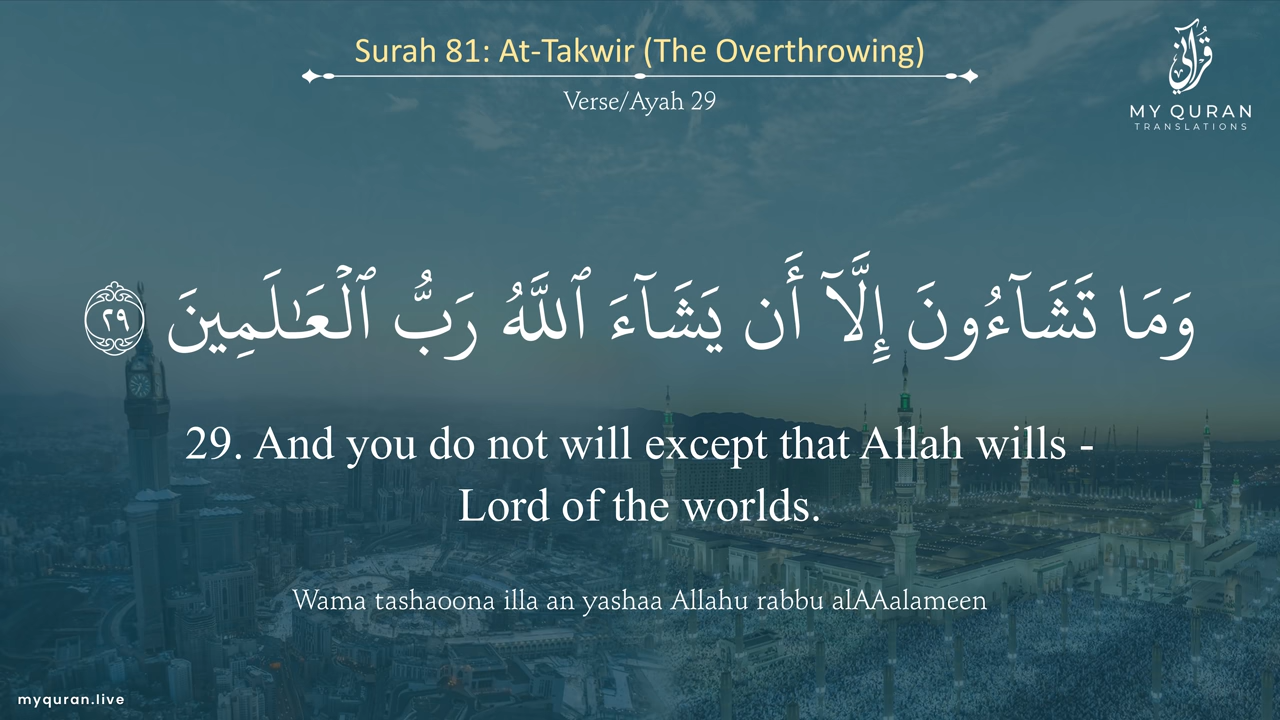 Surah 81: At-Takwir (The Overthrowing)
Verse/Ayah 29
قرآني
MY QURAN
TRANSLATIONS
وَمَا تَشَآءُونَ إِلَّآ أَن يَشَآءَ ٱللَّهُ رَبُّ ٱلْعَـٰلَمِينَ ٢٩
29. And you do not will except that Allah wills -
Lord of the worlds.
Wama tashaoona illa an yashaa Allahu rabbu alAAalameen
myquran.live